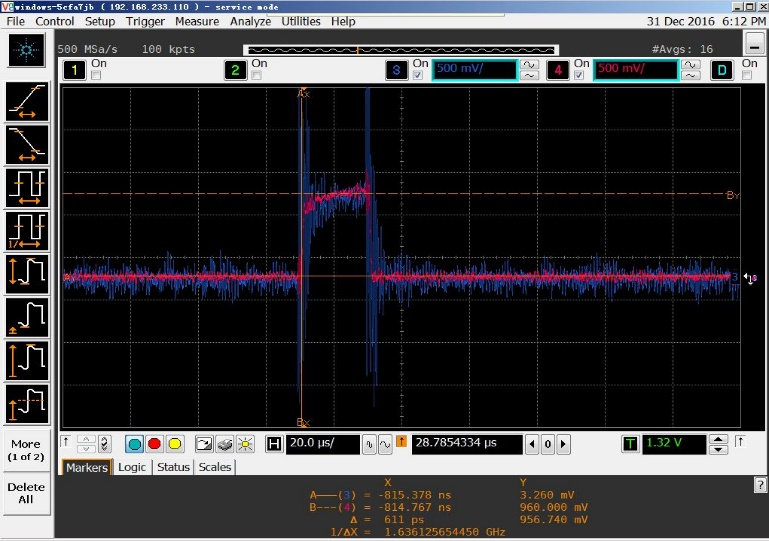 windows-5cfa7jb ( 192.168.233.110 ) - service mode
File Control Setup Trigger Measure Analyze Utilities Help 31 Dec 2016 6:12 PM
500 MSa/s 100 kpts #Avgs: 16
1 On 2 On 3 On 500 mV/ 4 On 500 mV/ D On
Ax
BY
3
Bx
More
(1 of 2)
Delete
All
H 20.0 µs/ 28.7854334 µs 0 T 1.32 V
Markers Logic Status Scales
X Y
A───(3) = -815.378 ns 3.260 mV
B---(4) = -814.767 ns 960.000 mV
Δ = 611 ps 956.740 mV
1/ΔX = 1.636125654450 GHz
?